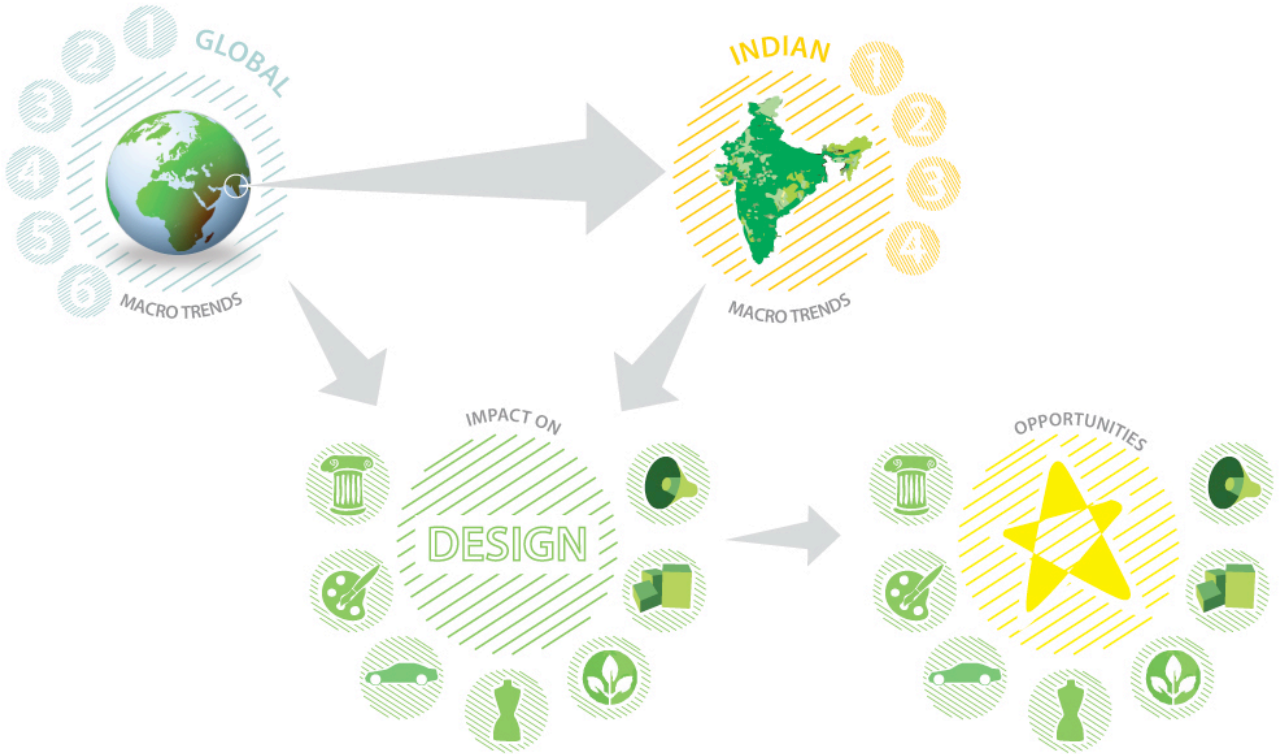 GLOBAL
1
2
3
4
5
6
MACRO TRENDS
INDIAN
1
2
3
4
MACRO TRENDS
IMPACT ON
DESIGN
OPPORTUNITIES